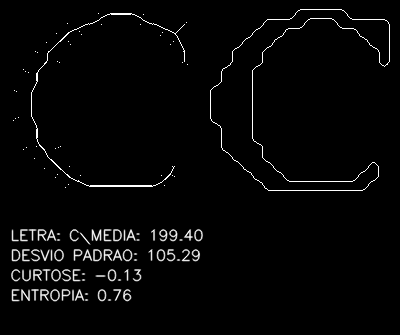 LETRA: C\MEDIA: 199.40
DESVIO PADRAO: 105.29
CURTOSE: -0.13
ENTROPIA: 0.76